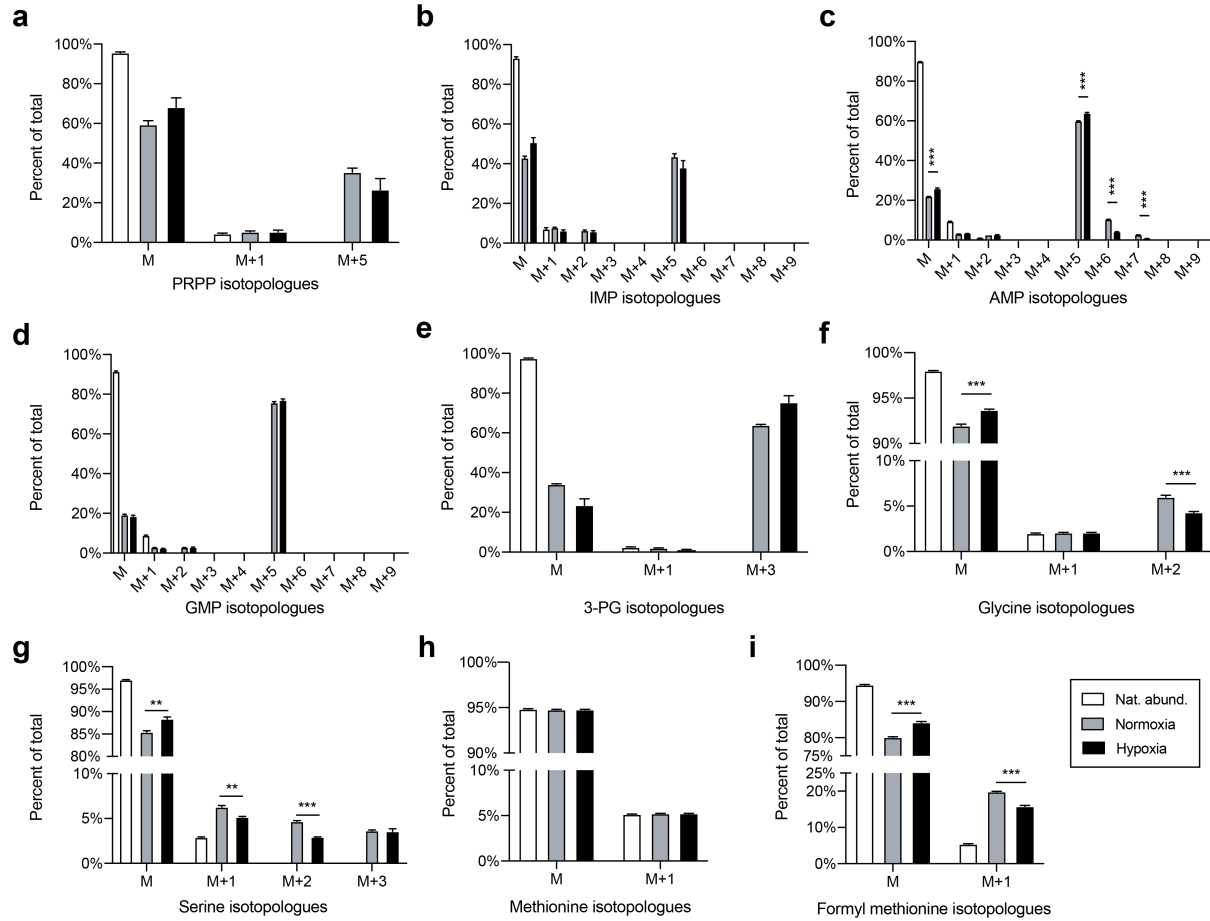 a
100%
80%
60%
40%
20%
0%
Percent of total
M
M+1
M+5
PRPP isotopologues
b
100%
80%
60%
40%
20%
0%
Percent of total
M
M+1
M+2
M+3
M+4
M+5
M+6
M+7
M+8
M+9
IMP isotopologues
c
100%
80%
60%
40%
20%
0%
Percent of total
***
***
***
***
M
M+1
M+2
M+3
M+4
M+5
M+6
M+7
M+8
M+9
AMP isotopologues
d
100%
80%
60%
40%
20%
0%
Percent of total
M
M+1
M+2
M+3
M+4
M+5
M+6
M+7
M+8
M+9
GMP isotopologues
e
100%
80%
60%
40%
20%
0%
Percent of total
M
M+1
M+3
3-PG isotopologues
f
100%
95%
90%
10%
5%
0%
Percent of total
***
***
M
M+1
M+2
Glycine isotopologues
g
100%
95%
90%
85%
80%
10%
5%
0%
Percent of total
**
**
***
M
M+1
M+2
M+3
Serine isotopologues
h
100%
95%
90%
10%
5%
0%
Percent of total
M
M+1
Methionine isotopologues
i
100%
90%
80%
75%
25%
20%
10%
0%
Percent of total
***
***
M
M+1
Formyl methionine isotopologues
Nat. abund.
Normoxia
Hypoxia